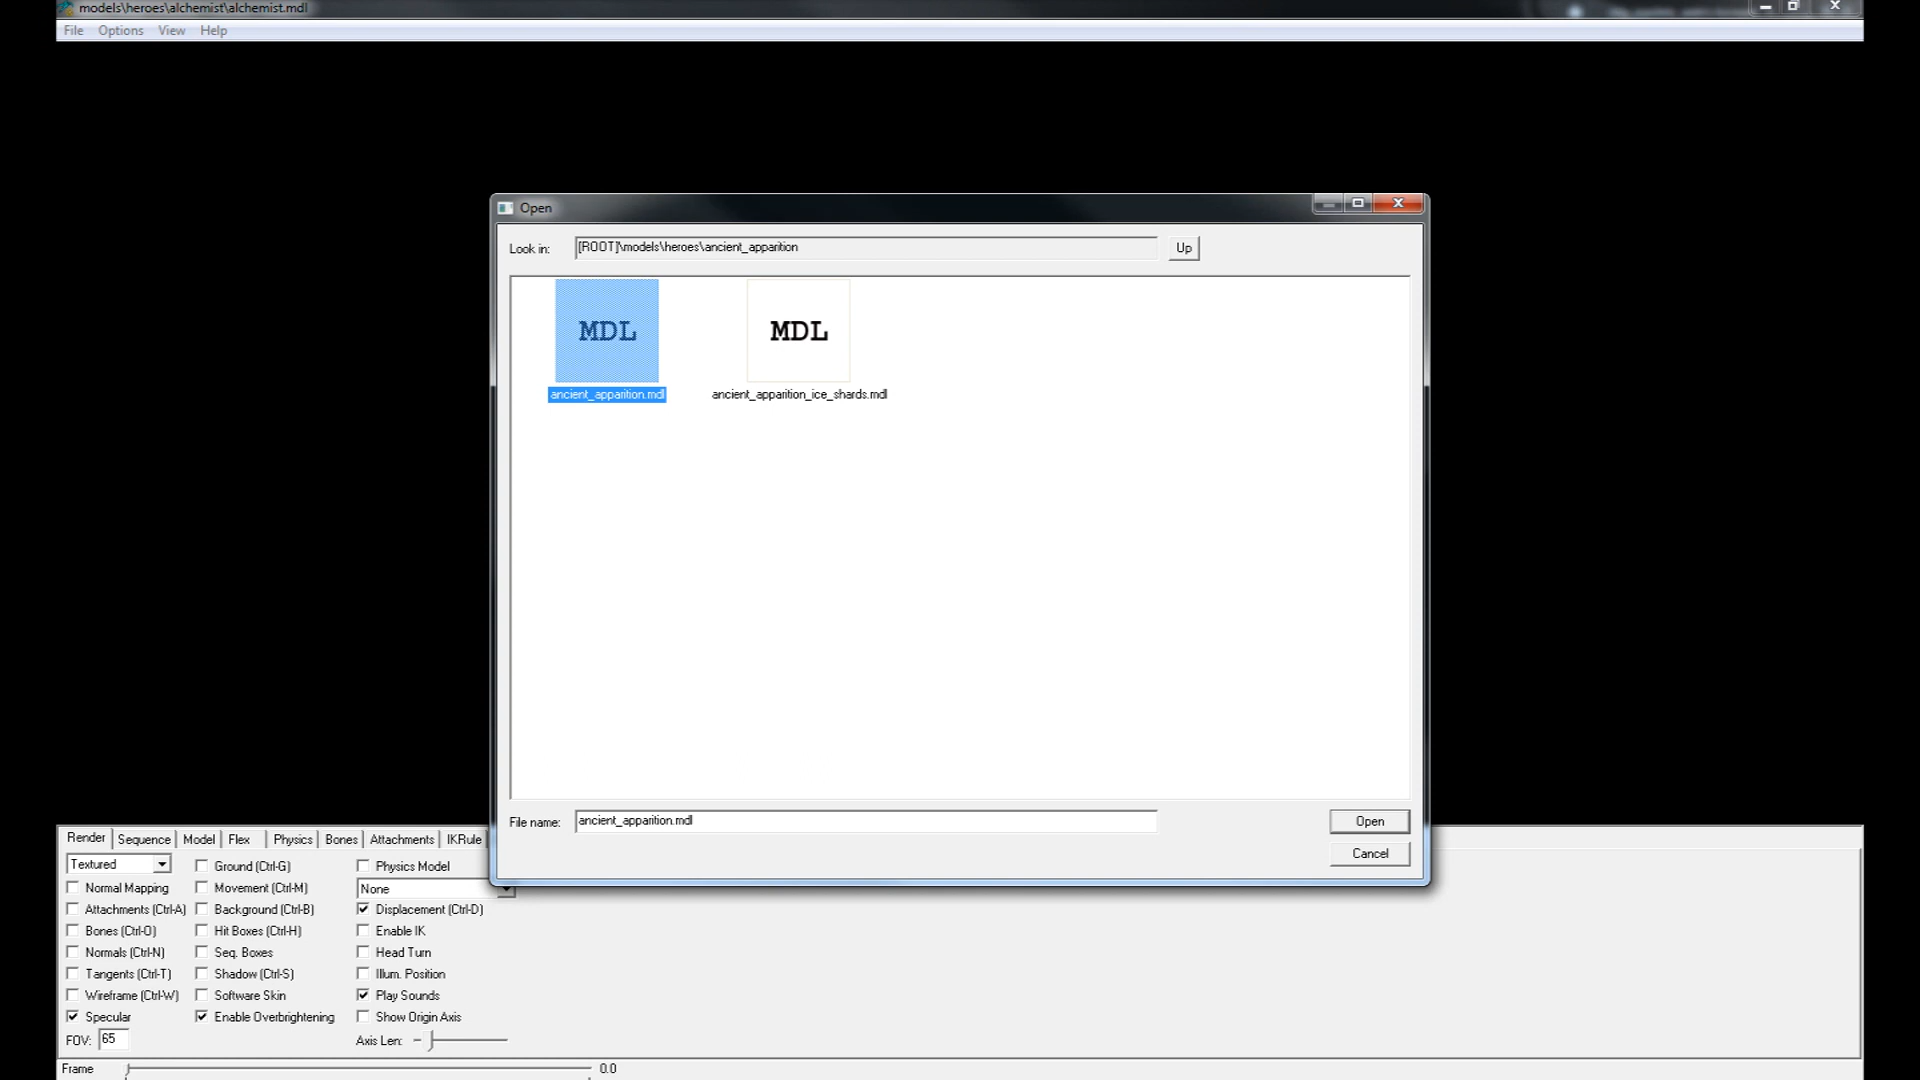 models\heroes\alchemist\alchemist.mdl
File Options View Help
Open
Look in: [ROOT]\models\heroes\ancient_apparition Up
MDL MDL
ancient_apparition.mdl ancient_apparition_ice_shards.mdl
File name: ancient_apparition.mdl Open
Cancel
Render Sequence Model Flex Physics Bones Attachments IKRule
Textured Ground (Ctrl-G) Physics Model
Normal Mapping Movement (Ctrl-M) None
Attachments (Ctrl-A) Background (Ctrl-B) Displacement (Ctrl-D)
Bones (Ctrl-O) Hit Boxes (Ctrl-H) Enable IK
Normals (Ctrl-N) Seq. Boxes Head Turn
Tangents (Ctrl-T) Shadow (Ctrl-S) Illum. Position
Wireframe (Ctrl-W) Software Skin Play Sounds
Specular Enable Overbrightening Show Origin Axis
FOV: 65 Axis Len:
Frame 0.0